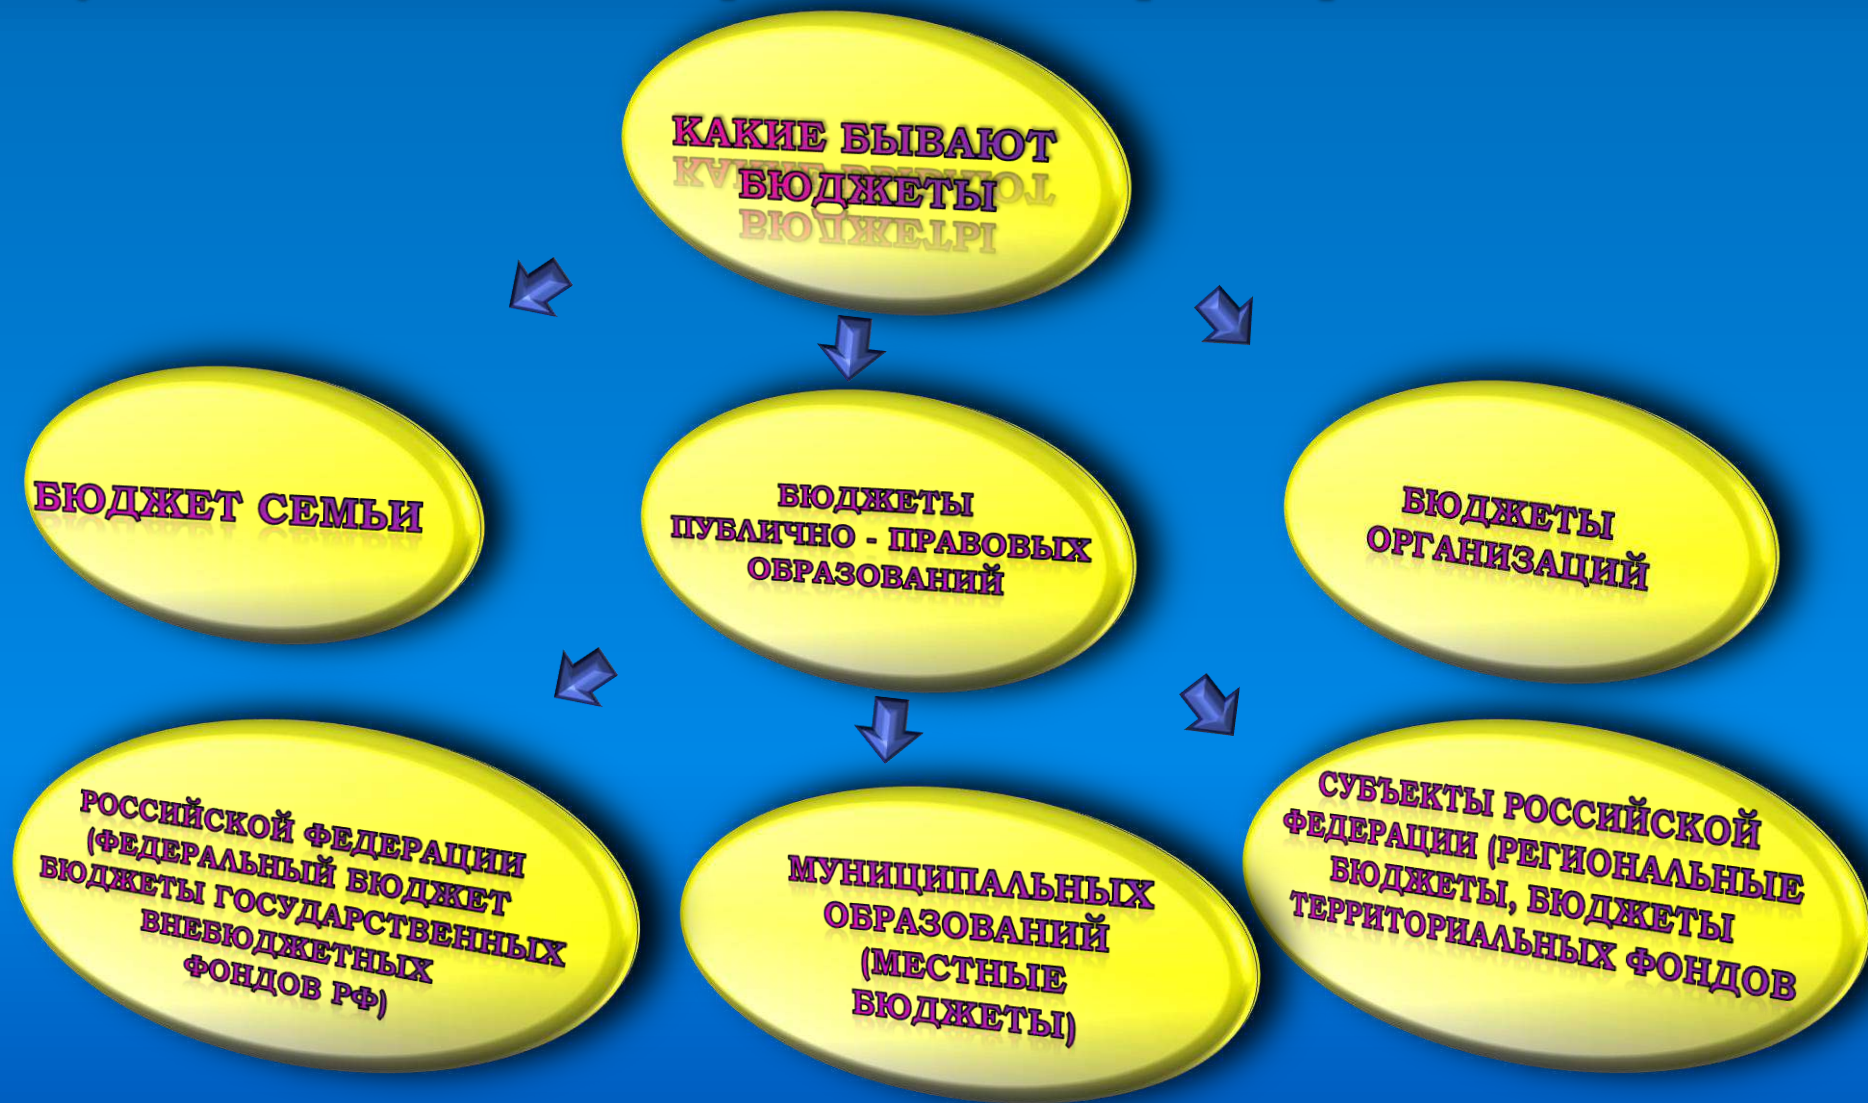 КАКИЕ БЫВАЮТ
БЮДЖЕТЫ
БЮДЖЕТ СЕМЬИ
БЮДЖЕТЫ
ПУБЛИЧНО - ПРАВОВЫХ
ОБРАЗОВАНИЙ
БЮДЖЕТЫ
ОРГАНИЗАЦИЙ
РОССИЙСКОЙ ФЕДЕРАЦИИ
(ФЕДЕРАЛЬНЫЙ БЮДЖЕТ
БЮДЖЕТЫ ГОСУДАРСТВЕННЫХ
ВНЕБЮДЖЕТНЫХ
ФОНДОВ РФ)
МУНИЦИПАЛЬНЫХ
ОБРАЗОВАНИЙ
(МЕСТНЫЕ
БЮДЖЕТЫ)
СУБЪЕКТЫ РОССИЙСКОЙ
ФЕДЕРАЦИИ (РЕГИОНАЛЬНЫЕ
БЮДЖЕТЫ, БЮДЖЕТЫ
ТЕРРИТОРИАЛЬНЫХ ФОНДОВ